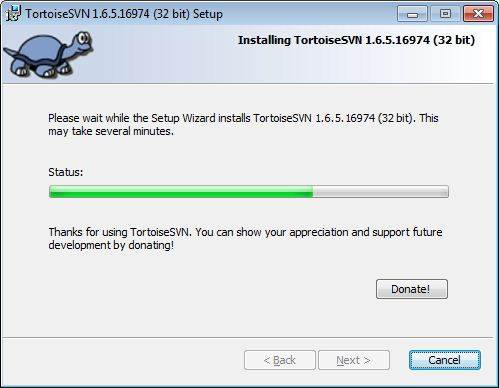 TortoiseSVN 1.6.5.16974 (32 bit) Setup
Installing TortoiseSVN 1.6.5.16974 (32 bit)
Please wait while the Setup Wizard installs TortoiseSVN 1.6.5.16974 (32 bit). This
may take several minutes.
Status:
Thanks for using TortoiseSVN. You can show your appreciation and support future
development by donating!
Donate!
< Back
Next >
Cancel